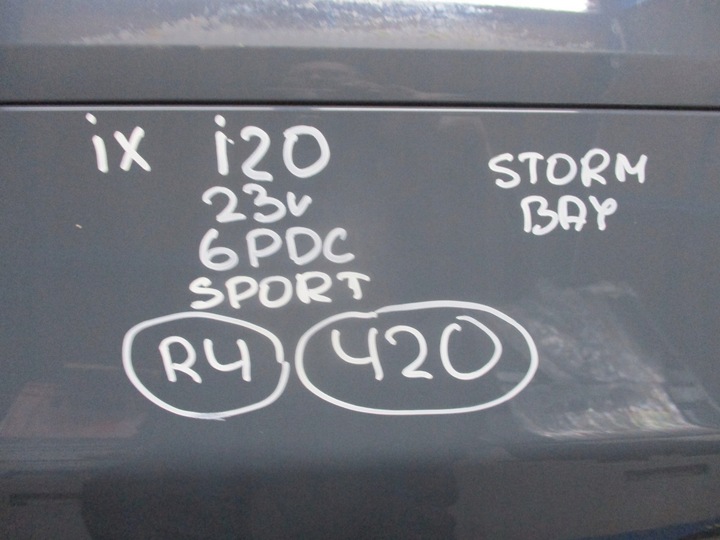 iX i20
STORM
BAY
23v
6PDC
SPORT
R4 420